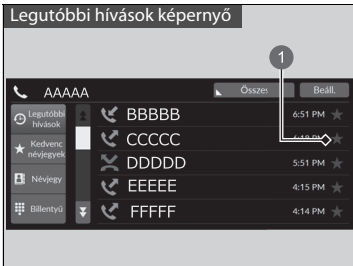 Legutóbbi hívások képernyő
1
AAAAA
Beáll.
Legutóbbi
hívások
BBBBB
6:51 PM
Kedvenc
névjegyek
CCCCC
DDDDD
5:51 PM
Névjegy
EEEEE
4:15 PM
Billentyű
FFFFF
4:14 PM